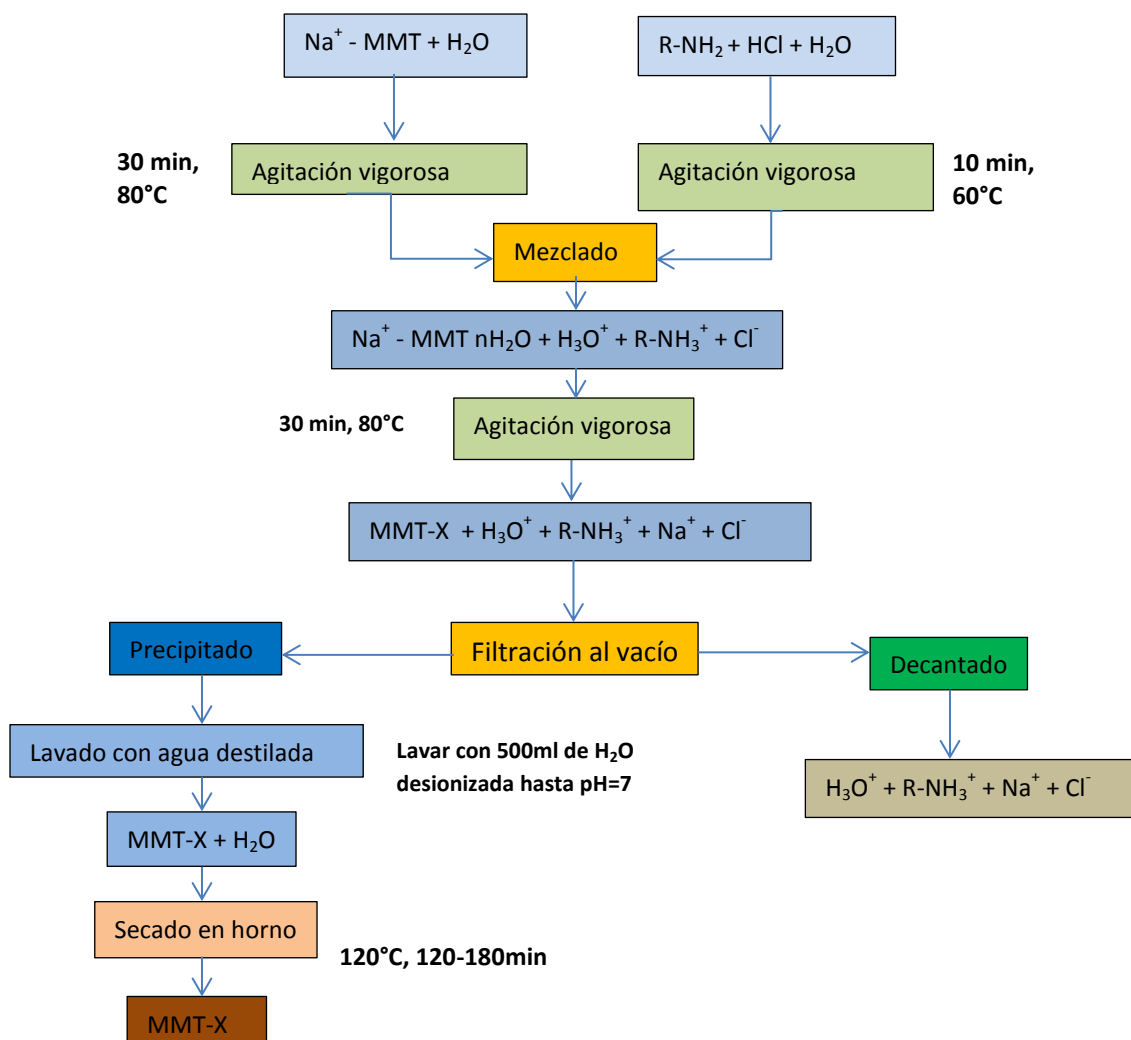 Na⁺ - MMT + H₂O
R-NH₂ + HCl + H₂O
30 min,
80°C
Agitación vigorosa
Agitación vigorosa
10 min,
60°C
Mezclado
Na⁺ - MMT nH₂O + H₃O⁺ + R-NH₃⁺ + Cl⁻
30 min, 80°C
Agitación vigorosa
MMT-X + H₃O⁺ + R-NH₃⁺ + Na⁺ + Cl⁻
Precipitado
Filtración al vacío
Decantado
Lavado con agua destilada
Lavar con 500ml de H₂O
desionizada hasta pH=7
H₃O⁺ + R-NH₃⁺ + Na⁺ + Cl⁻
MMT-X + H₂O
Secado en horno
120°C, 120-180min
MMT-X